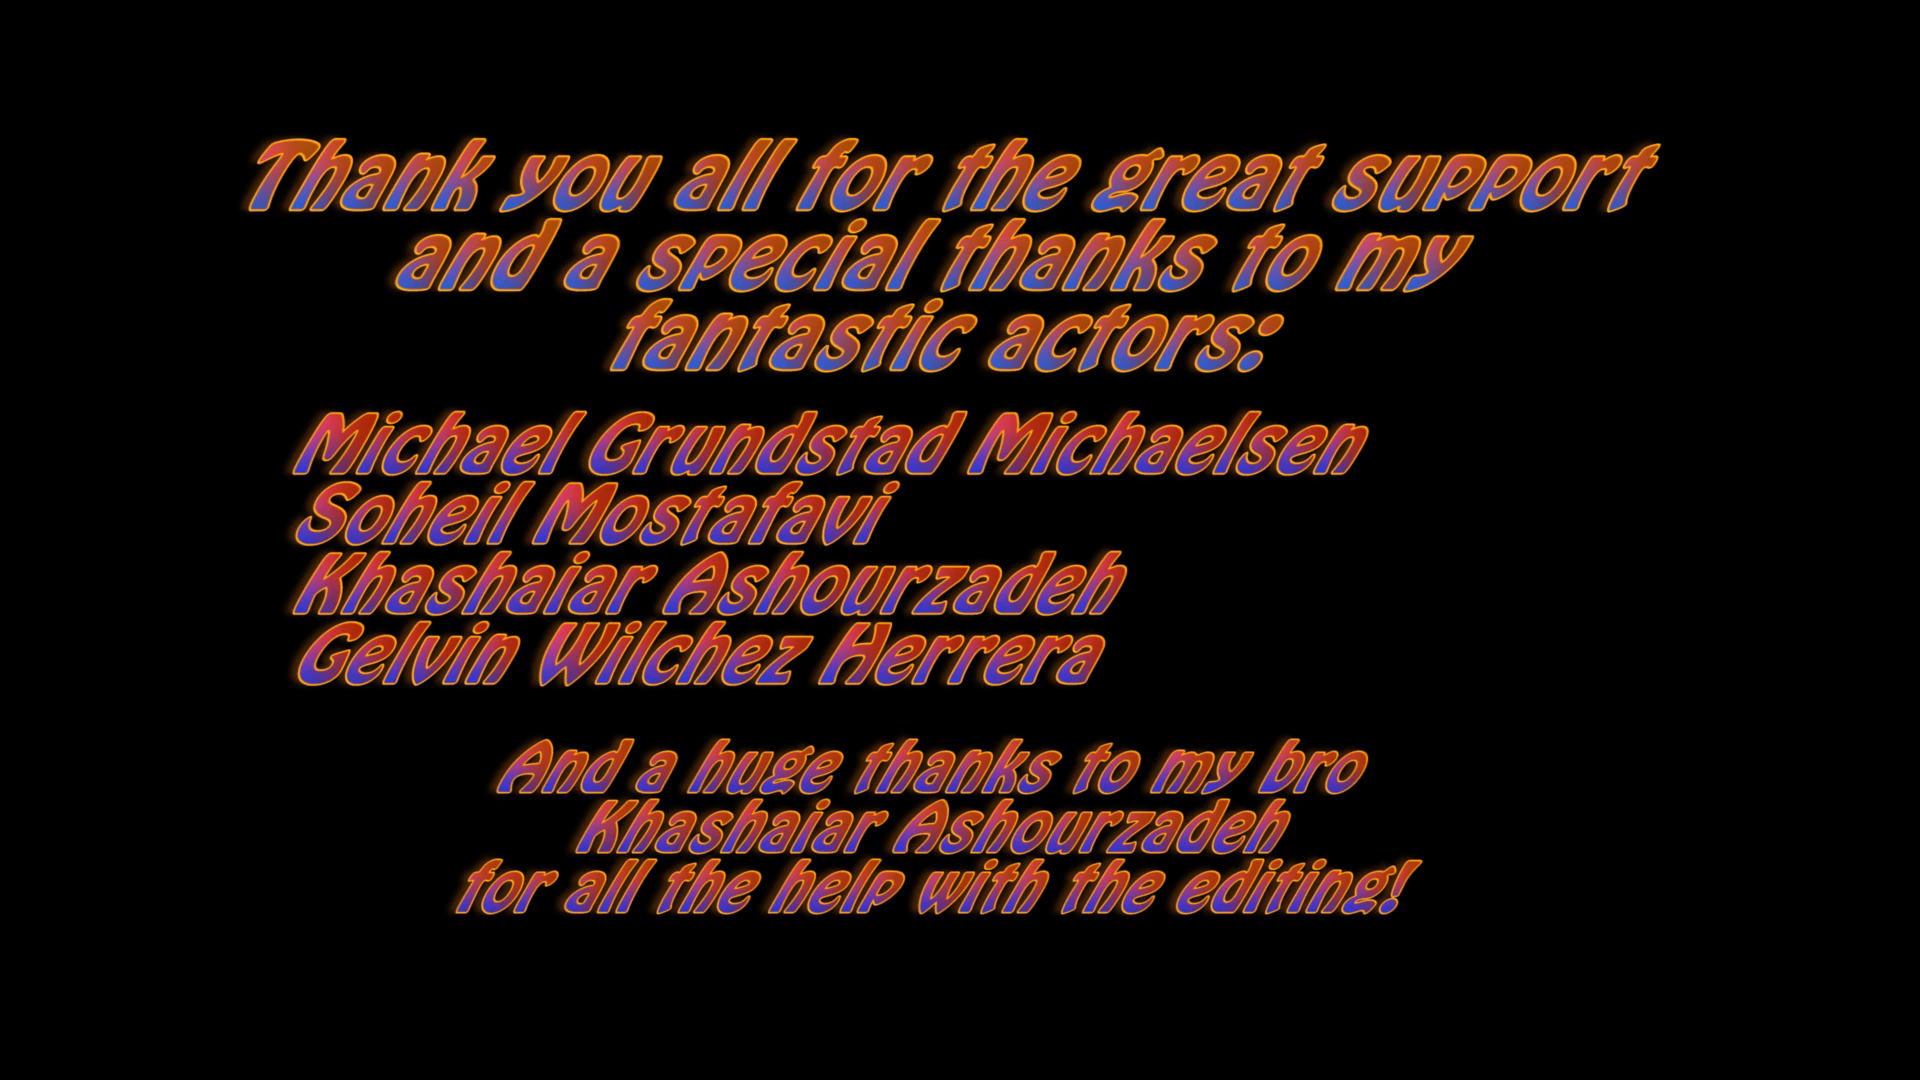 Thank you all for the great support
and a special thanks to my
fantastic actors:
Michael Grundstad Michaelsen
Soheil Mostafavi
Khashaiar Ashourzadeh
Gelvin Wilchez Herrera
And a huge thanks to my bro
Khashaiar Ashourzadeh
for all the help with the editing!